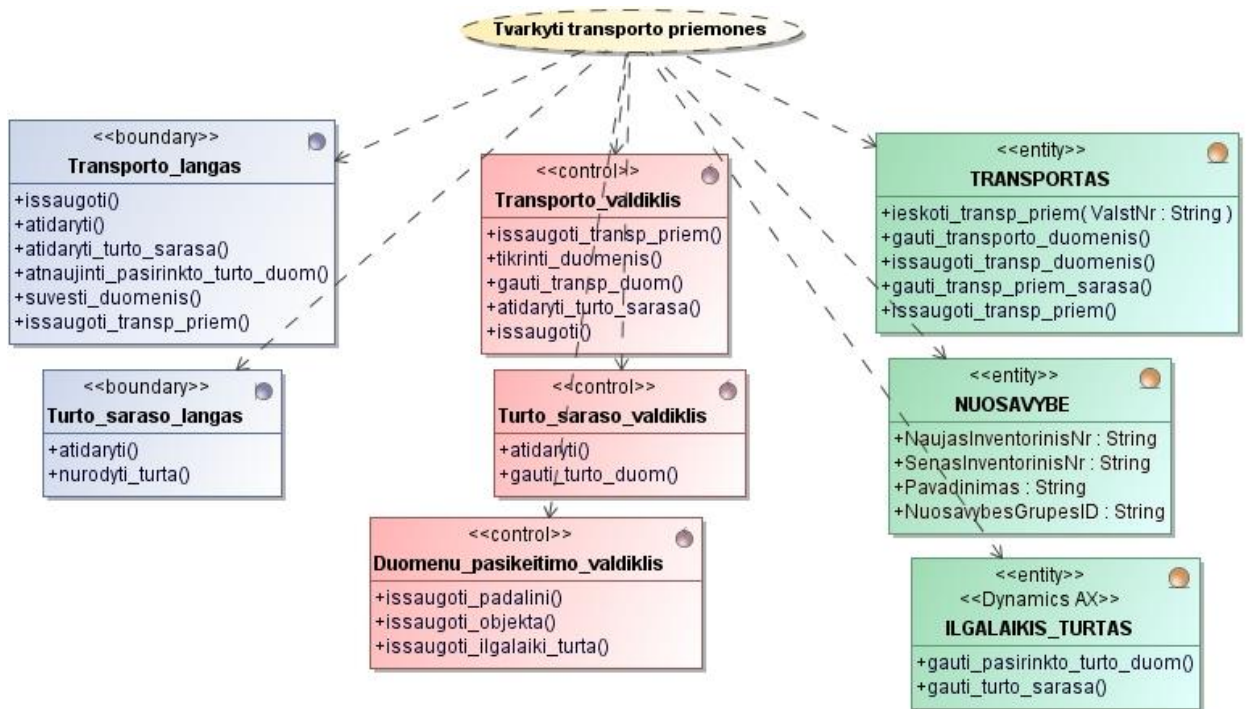 Tvarkyti transporto priemones
<<boundary>>
Transporto_langas
+issaugoti()
+atidaryti()
+atidaryti_turto_sarasa()
+atnaujinti_pasirinkto_turto_duom()
+suvesti_duomenis()
+issaugoti_transp_priem()
<<boundary>>
Turto_saraso_langas
+atidaryti()
+nurodyti_turta()
<<control>>
Transporto_valdiklis
+issaugoti_transp_priem()
+tikrinti_duomenis()
+gauti_transp_duom()
+atidaryti_turto_sarasa()
+issaugoti()
<<control>>
Turto_saraso_valdiklis
+atidaryti()
+gauti_turto_duom()
<<control>>
Duomenu_pasikeitimo_valdiklis
+issaugoti_padalini()
+issaugoti_objekta()
+issaugoti_ilgalaiki_turta()
<<entity>>
TRANSPORTAS
+ieskoti_transp_priem( ValstNr : String )
+gauti_transporto_duomenis()
+issaugoti_transp_duomenis()
+gauti_transp_priem_sarasa()
+issaugoti_transp_priem()
<<entity>>
NUOSAVYBE
+NaujasInventorinisNr : String
+SenasInventorinisNr : String
+Pavadinimas : String
+NuosavybesGrupesID : String
<<entity>>
<<Dynamics AX>>
ILGALAIKIS_TURTAS
+gauti_pasirinkto_turto_duom()
+gauti_turto_sarasa()